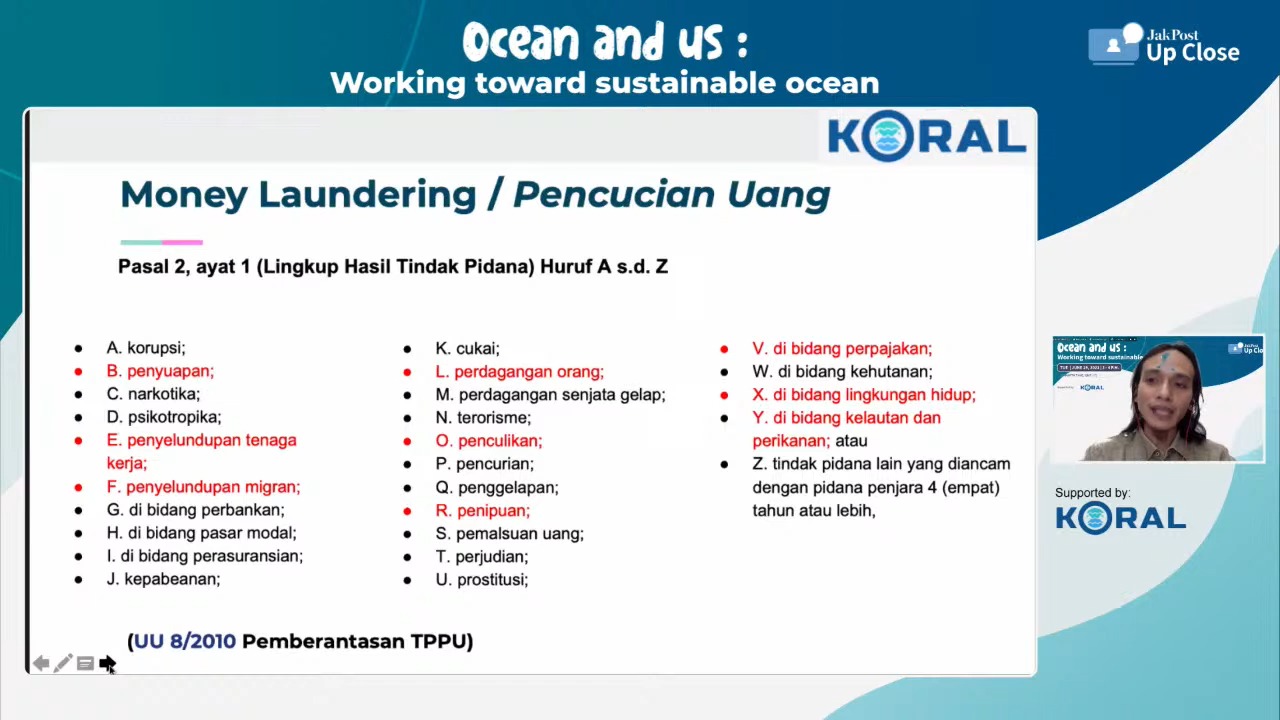 Ocean and us :
Working toward sustainable ocean
JakPost
Up Close
KORAL
Money Laundering / Pencucian Uang
Pasal 2, ayat 1 (Lingkup Hasil Tindak Pidana) Huruf A s.d. Z
A. korupsi;
B. penyuapan;
C. narkotika;
D. psikotropika;
E. penyelundupan tenaga
kerja;
F. penyelundupan migran;
G. di bidang perbankan;
H. di bidang pasar modal;
I. di bidang perasuransian;
J. kepabeanan;
K. cukai;
L. perdagangan orang;
M. perdagangan senjata gelap;
N. terorisme;
O. penculikan;
P. pencurian;
Q. penggelapan;
R. penipuan;
S. pemalsuan uang;
T. perjudian;
U. prostitusi;
V. di bidang perpajakan;
W. di bidang kehutanan;
X. di bidang lingkungan hidup;
Y. di bidang kelautan dan
perikanan; atau
Z. tindak pidana lain yang diancam
dengan pidana penjara 4 (empat)
tahun atau lebih,
(UU 8/2010 Pemberantasan TPPU)
Ocean and us :
Working toward sustainable
Up Clo
KORAL
Supported by:
KORAL